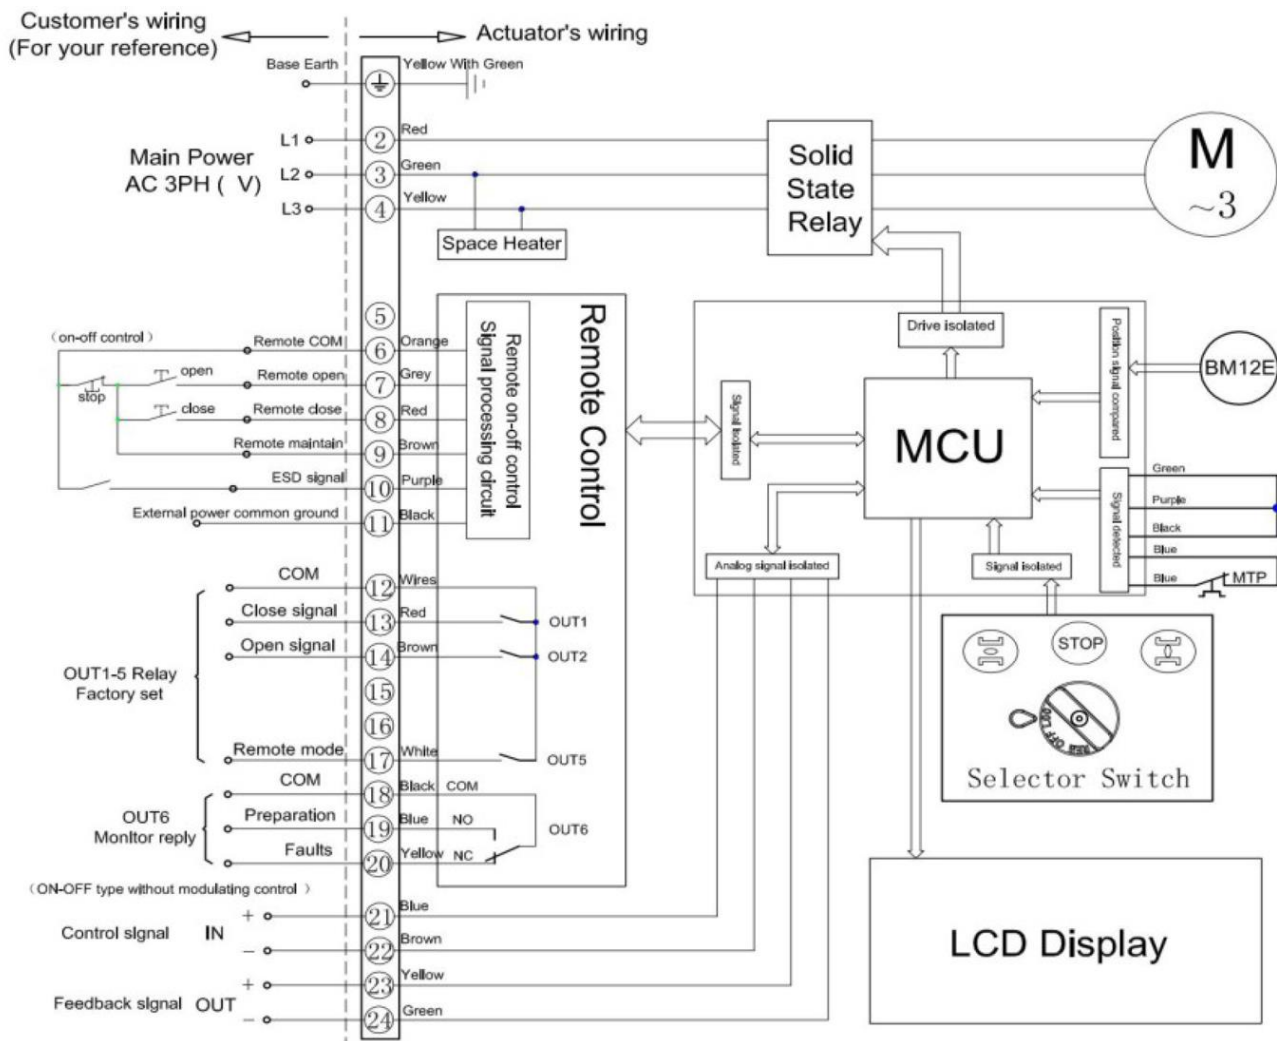 Customer's wiring
(For your reference)
Actuator's wiring
Base Earth
Yellow With Green
Main Power
AC 3PH ( V)
L1
2
Red
L2
3
Green
L3
4
Yellow
Space Heater
Solid
State
Relay
M
~3
5
(on-off control)
Remote COM
6
Orange
open
Remote open
7
Grey
stop
close
Remote close
8
Red
Remote maintain
9
Brown
ESD signal
10
Purple
External power common ground
11
Black
Remote on-off control
Signal processing circuit
Remote Control
Signal isolated
Drive isolated
MCU
Position signal compared
BM12E
Signal detected
Green
Purple
Black
Blue
Blue
MTP
Analog signal isolated
Signal isolated
COM
12
Wires
Close signal
13
Red
OUT1
Open signal
14
Brown
OUT2
OUT1-5 Relay
Factory set
15
16
Remote mode
17
White
OUT5
COM
18
Black
COM
OUT6
MonItor reply
Preparation
19
Blue
NO
OUT6
Faults
20
Yellow
NC
STOP
Selector Switch
(ON-OFF type without modulating control )
Control signal
IN
+
21
Blue
−
22
Brown
Feedback signal
OUT
+
23
Yellow
−
24
Green
LCD Display